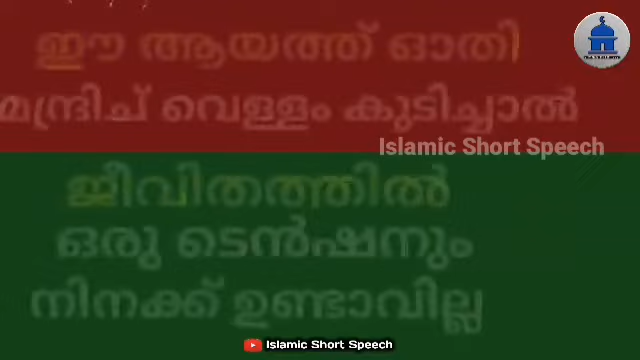 ഈ ആയത്ത് ഓതി
മന്ദ്രിച് വെള്ളം കുടിച്ചാൽ
Islamic Short Speech
ജീവിതത്തിൽ
ഒരു ടെൻഷനും
നിനക്ക് ഉണ്ടാവില്ല
Islamic Short Speech